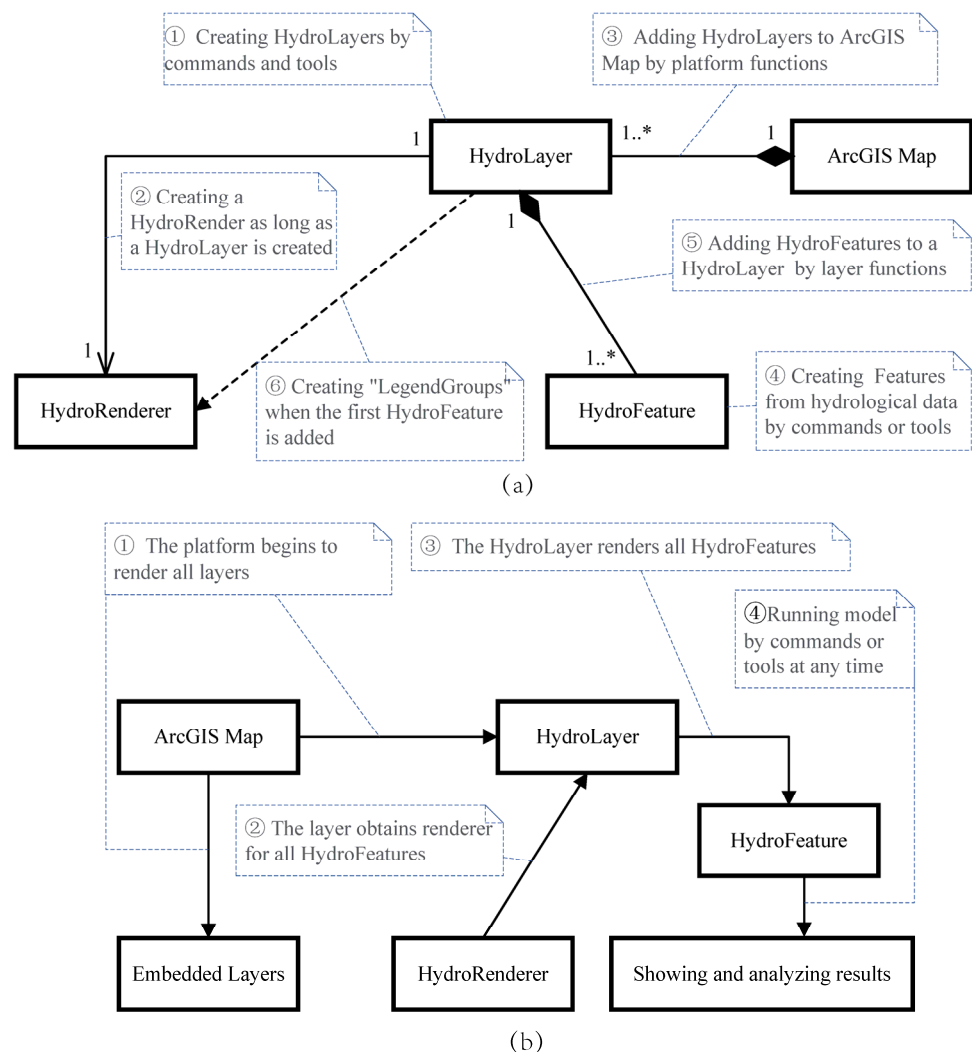 ① Creating HydroLayers by
commands and tools
③ Adding HydroLayers to ArcGIS
Map by platform functions
1
HydroLayer
1..*
1
ArcGIS Map
② Creating a
HydroRender as long as
a HydroLayer is created
1
⑤ Adding HydroFeatures to a
HydroLayer by layer functions
1
HydroRenderer
⑥ Creating "LegendGroups"
when the first HydroFeature
is added
1..*
HydroFeature
④ Creating Features
from hydrological data
by commands or tools
(a)
① The platform begins to
render all layers
③ The HydroLayer renders all HydroFeatures
④Running model
by commands or
tools at any time
ArcGIS Map
HydroLayer
② The layer obtains renderer
for all HydroFeatures
HydroFeature
Embedded Layers
HydroRenderer
Showing and analyzing results
(b)